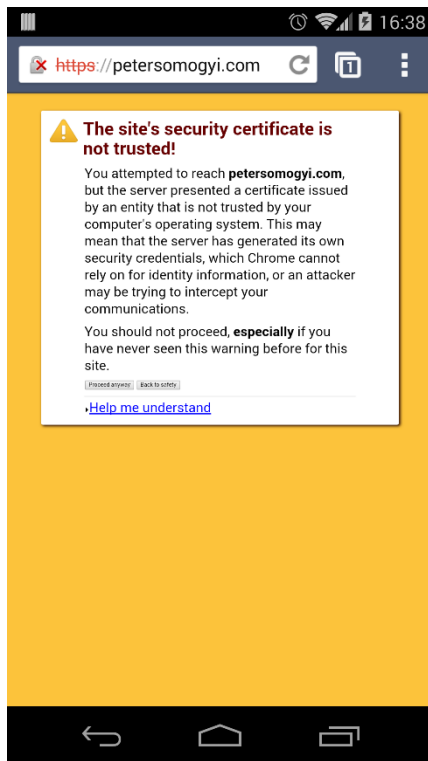 16:38
https://petersomogyi.com
1
The site's security certificate is
not trusted!
You attempted to reach petersomogyi.com,
but the server presented a certificate issued
by an entity that is not trusted by your
computer's operating system. This may
mean that the server has generated its own
security credentials, which Chrome cannot
rely on for identity information, or an attacker
may be trying to intercept your
communications.
You should not proceed, especially if you
have never seen this warning before for this
site.
Proceed anyway Back to safety
Help me understand